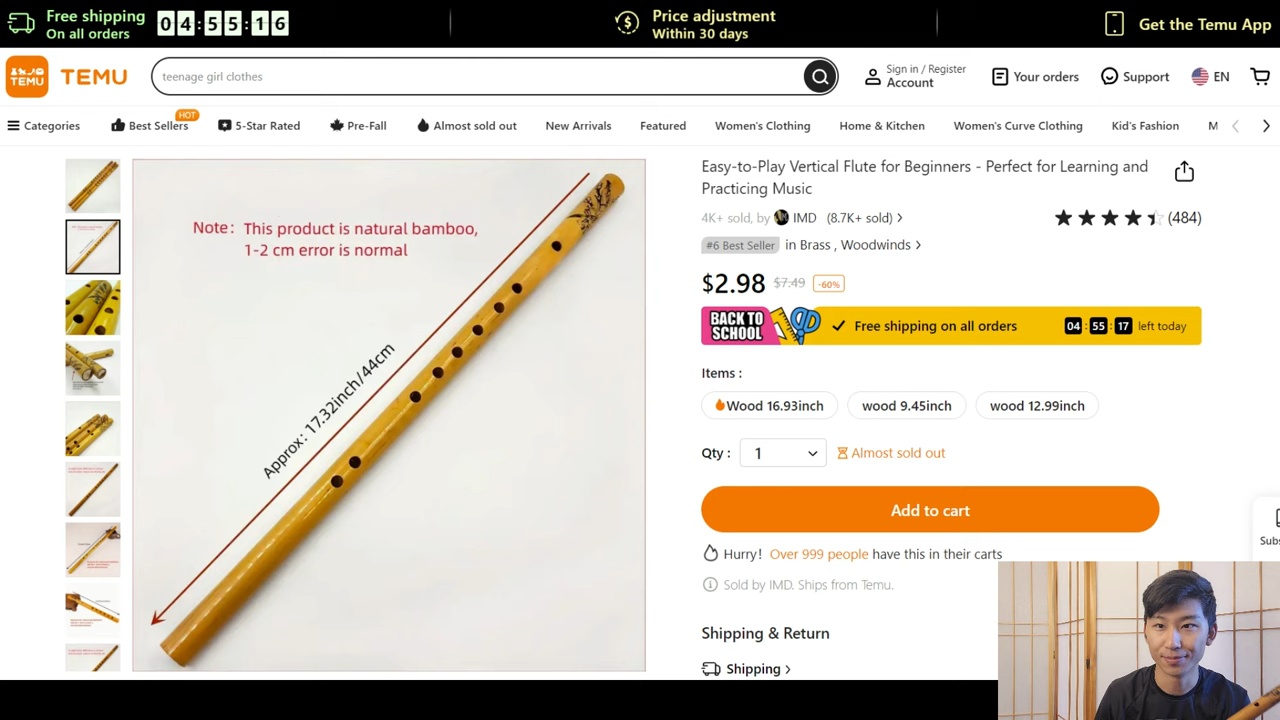 Free shipping
On all orders
04:55:16
Price adjustment
Within 30 days
Get the Temu App
TEMU
TEMU
teenage girl clothes
Sign in / Register
Account
Your orders
Support
EN
Categories
Best Sellers
HOT
5-Star Rated
Pre-Fall
Almost sold out
New Arrivals
Featured
Women's Clothing
Home & Kitchen
Women's Curve Clothing
Kid's Fashion
M
Note: This product is natural bamboo,
1-2 cm error is normal
Approx: 17.32inch/44cm
Easy-to-Play Vertical Flute for Beginners - Perfect for Learning and
Practicing Music
4K+ sold, by IMD (8.7K+ sold)
(484)
#6 Best Seller in Brass , Woodwinds
$2.98 $7.49 -60%
BACK TO
SCHOOL
Free shipping on all orders
04 : 55 : 17 left today
Items :
Wood 16.93inch
wood 9.45inch
wood 12.99inch
Qty : 1
Almost sold out
Add to cart
Hurry! Over 999 people have this in their carts
Sold by IMD. Ships from Temu.
Subs
Shipping & Return
Shipping